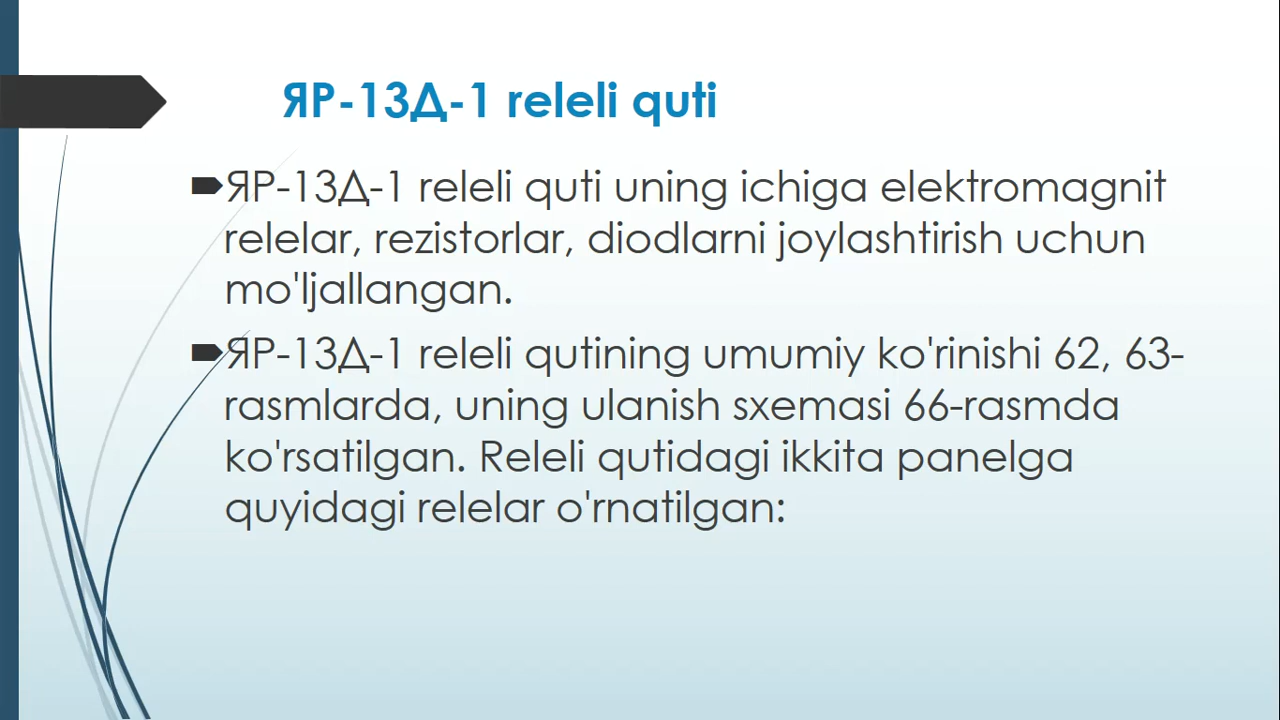 ЯР-13Д-1 releli quti
ЯР-13Д-1 releli quti uning ichiga elektromagnit
relelar, rezistorlar, diodlarni joylashtirish uchun
mo'ljallangan.
ЯР-13Д-1 releli qutining umumiy ko'rinishi 62, 63-
rasmlarda, uning ulanish sxemasi 66-rasmda
ko'rsatilgan. Releli qutidagi ikkita panelga
quyidagi relelar o'rnatilgan: